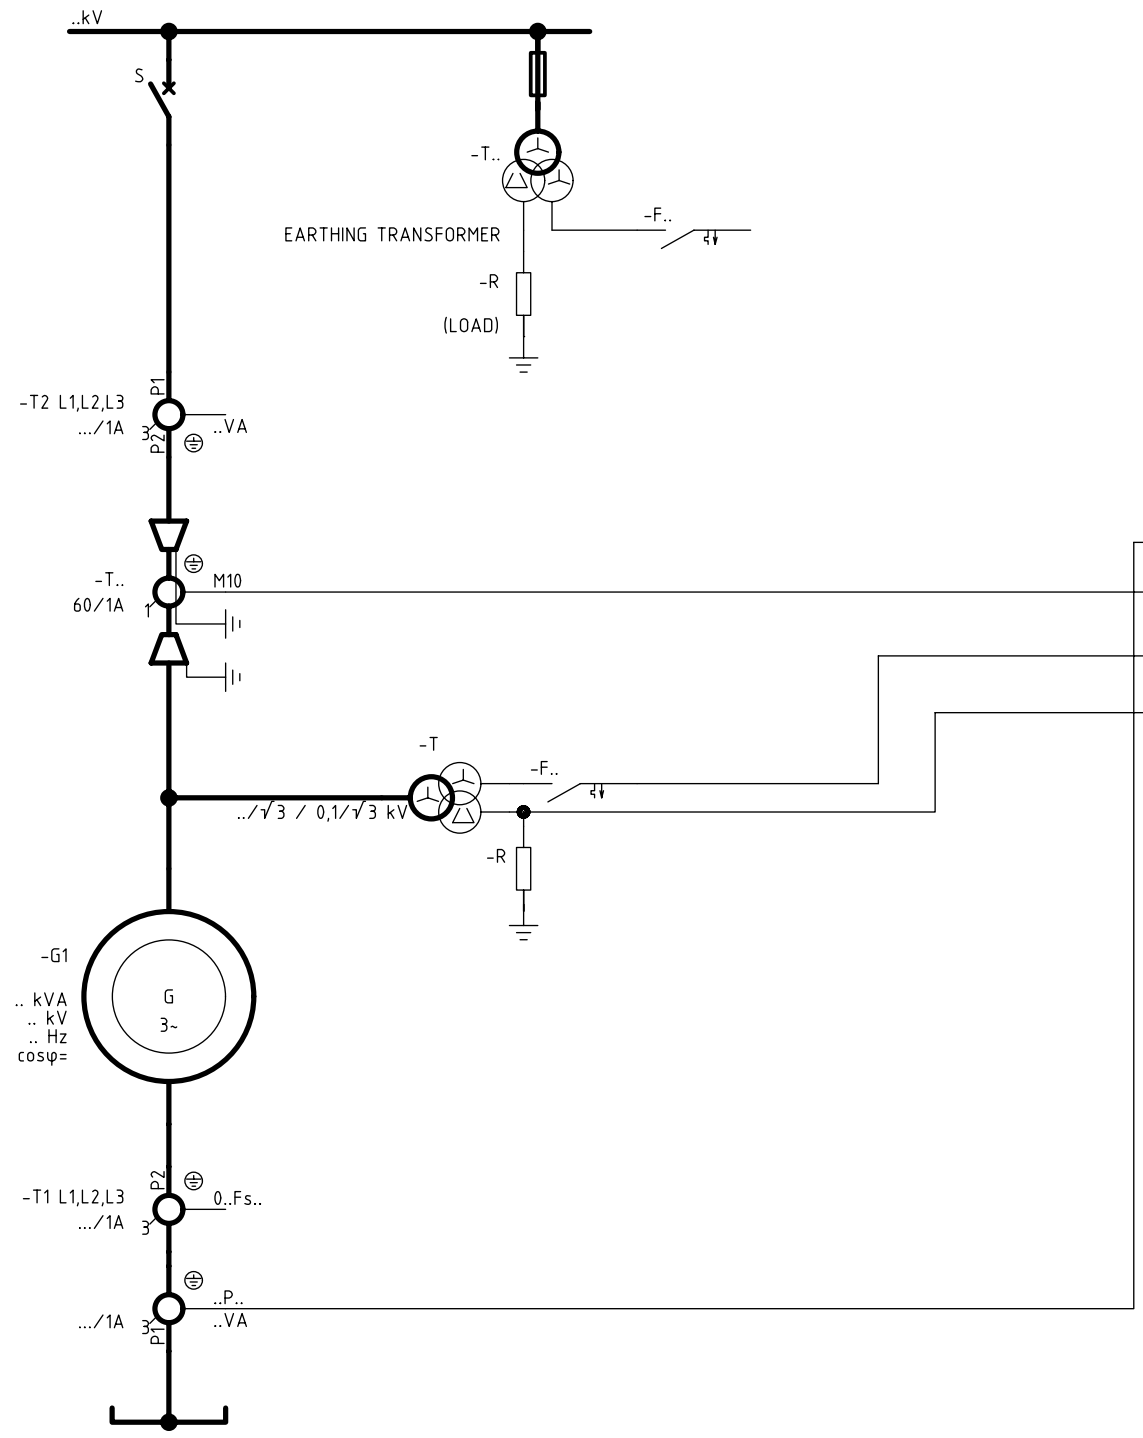 ..kV
S
-T..
-F..
EARTHING TRANSFORMER
-R
(LOAD)
P1
-T2 L1,L2,L3
.../1A
3
..VA
P2
-T..
M10
60/1A
1
-T
-F..
../√3 / 0,1/√3 kV
-R
-G1
G
3~
.. kVA
.. kV
.. Hz
cosφ=
P2
-T1 L1,L2,L3
0..Fs..
.../1A
3
..P..
.../1A
3
..VA
P1